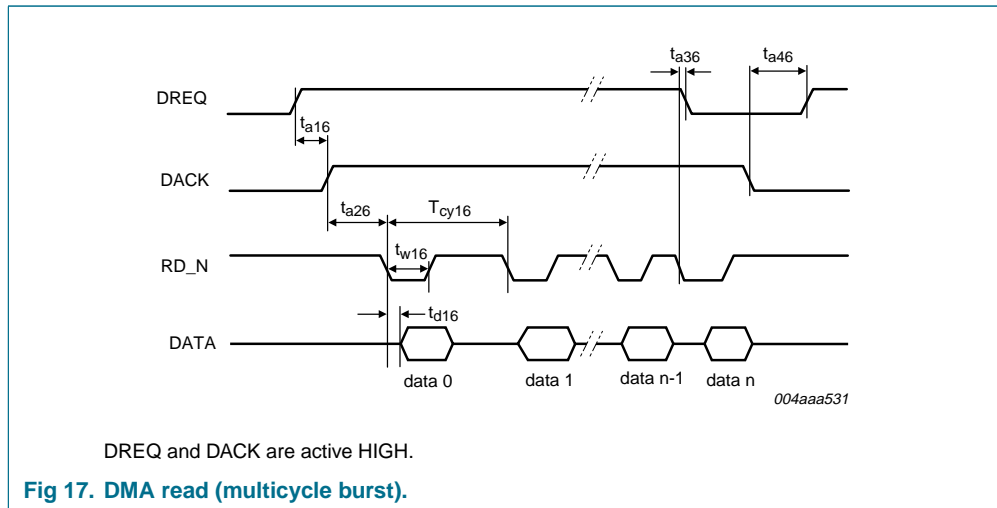 ta36
ta46
DREQ
ta16
DACK
ta26
Tcy16
tw16
RD_N
td16
DATA
data 0
data 1
data n-1
data n
004aaa531
DREQ and DACK are active HIGH.
Fig 17. DMA read (multicycle burst).